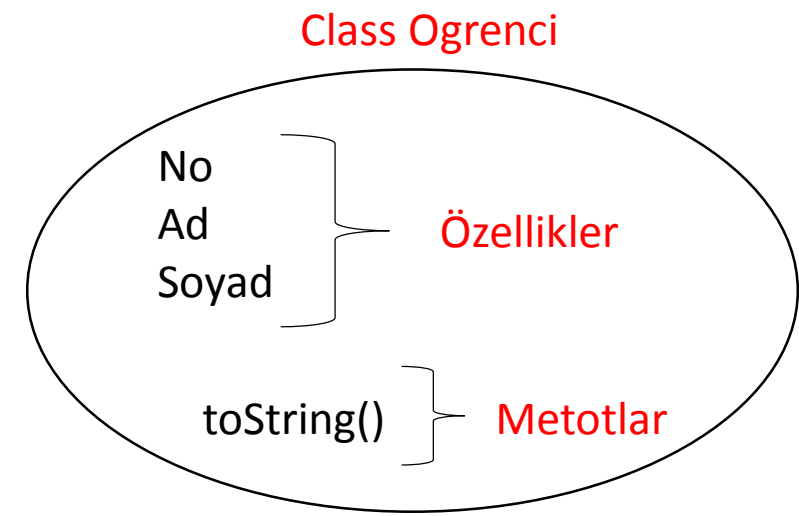 Class Ogrenci
No
Ad
Soyad
Özellikler
toString()
Metotlar